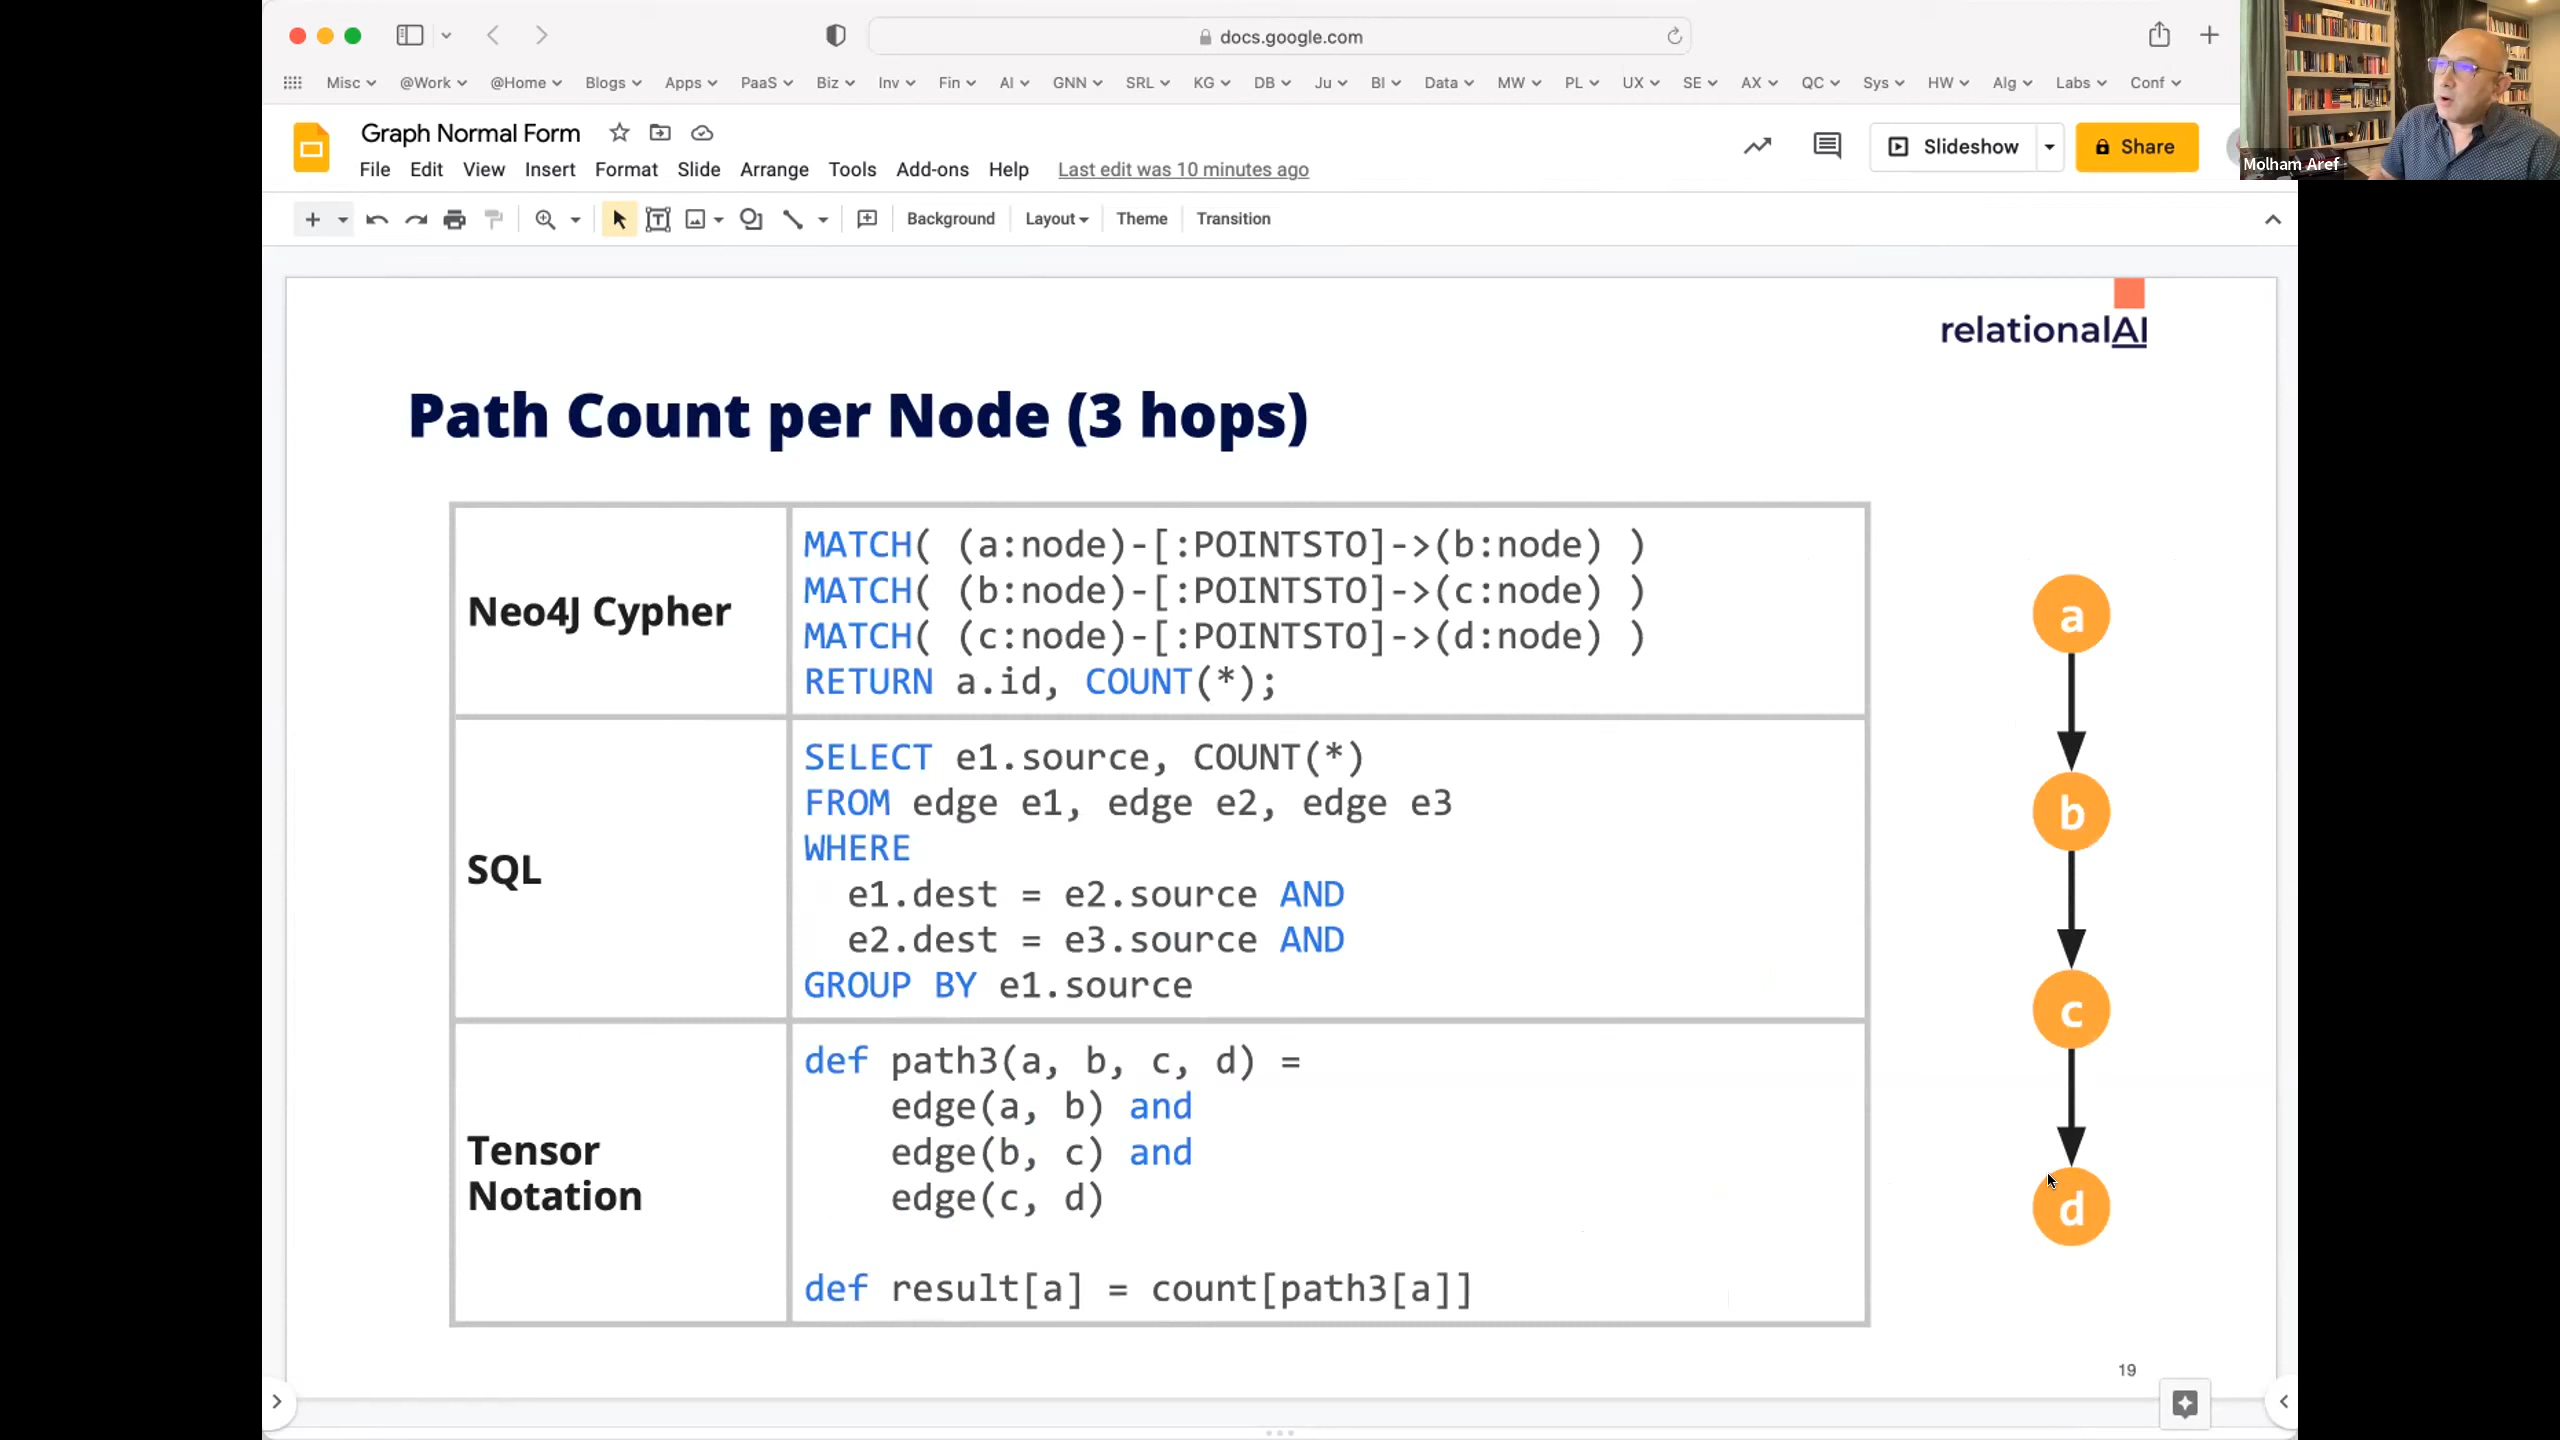 docs.google.com
Misc @Work @Home Blogs Apps PaaS Biz Inv Fin AI GNN SRL KG DB Ju BI Data MW PL UX SE AX QC Sys HW Alg Labs Conf
Graph Normal Form
File Edit View Insert Format Slide Arrange Tools Add-ons Help Last edit was 10 minutes ago
Slideshow
Share
Molham Aref
Background Layout Theme Transition
relationalAI
Path Count per Node (3 hops)
Neo4J Cypher
MATCH( (a:node)-[:POINTSTO]->(b:node) )
MATCH( (b:node)-[:POINTSTO]->(c:node) )
MATCH( (c:node)-[:POINTSTO]->(d:node) )
RETURN a.id, COUNT(*);
SQL
SELECT e1.source, COUNT(*)
FROM edge e1, edge e2, edge e3
WHERE
e1.dest = e2.source AND
e2.dest = e3.source AND
GROUP BY e1.source
Tensor
Notation
def path3(a, b, c, d) =
edge(a, b) and
edge(b, c) and
edge(c, d)
def result[a] = count[path3[a]]
a
b
c
d
19